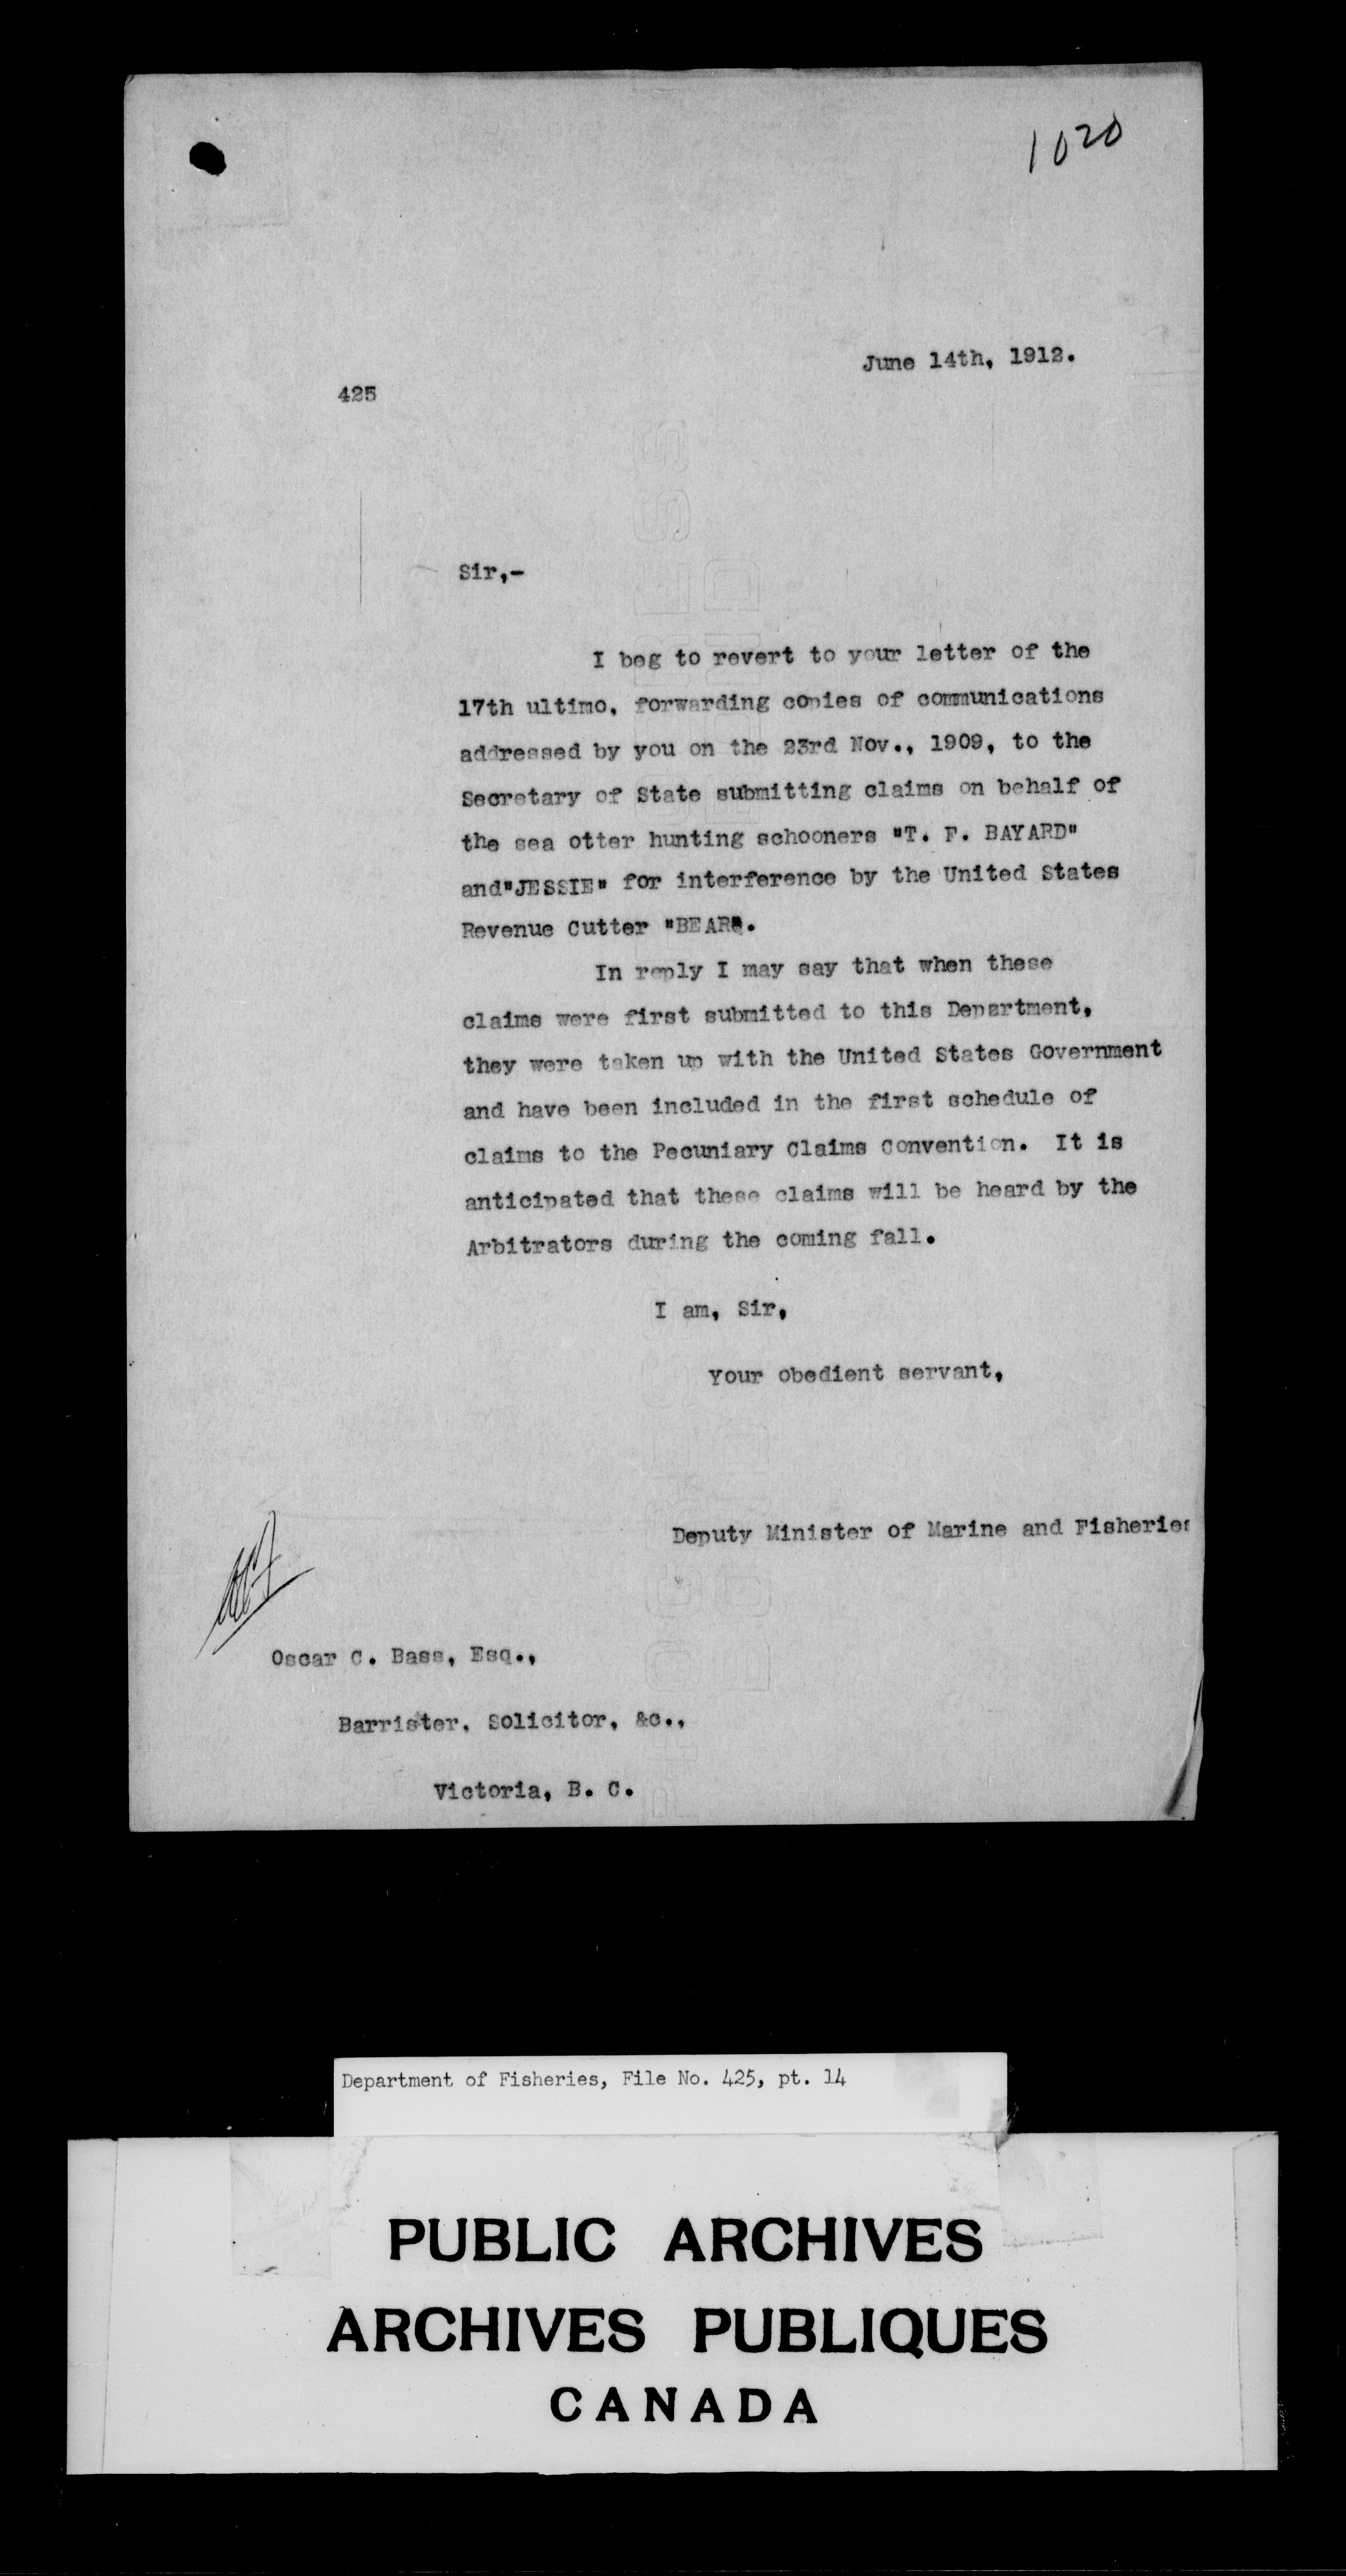 1020
June 14th, 1912.
425
Sir,-
I beg to revert to your letter of the
17th ultimo, forwarding copies of communications
addressed by you on the 23rd Nov., 1909, to the
Secretary of State submitting claims on behalf of
the sea otter hunting schooners "T. F. BAYARD"
and"JESSIE" for interference by the United States
Revenue Cutter "BEAR".
In reply I may say that when these
claims were first submitted to this Department,
they were taken up with the United States Government
and have been included in the first schedule of
claims to the Pecuniary Claims Convention. It is
anticipated that these claims will be heard by the
Arbitrators during the coming fall.
I am, Sir,
Your obedient servant,
Deputy Minister of Marine and Fisheries
Oscar C. Bass, Esq.,
Barrister, Solicitor, &c.,
Victoria, B. C.
Department of Fisheries, File No. 425, pt. 14
PUBLIC ARCHIVES
ARCHIVES PUBLIQUES
CANADA